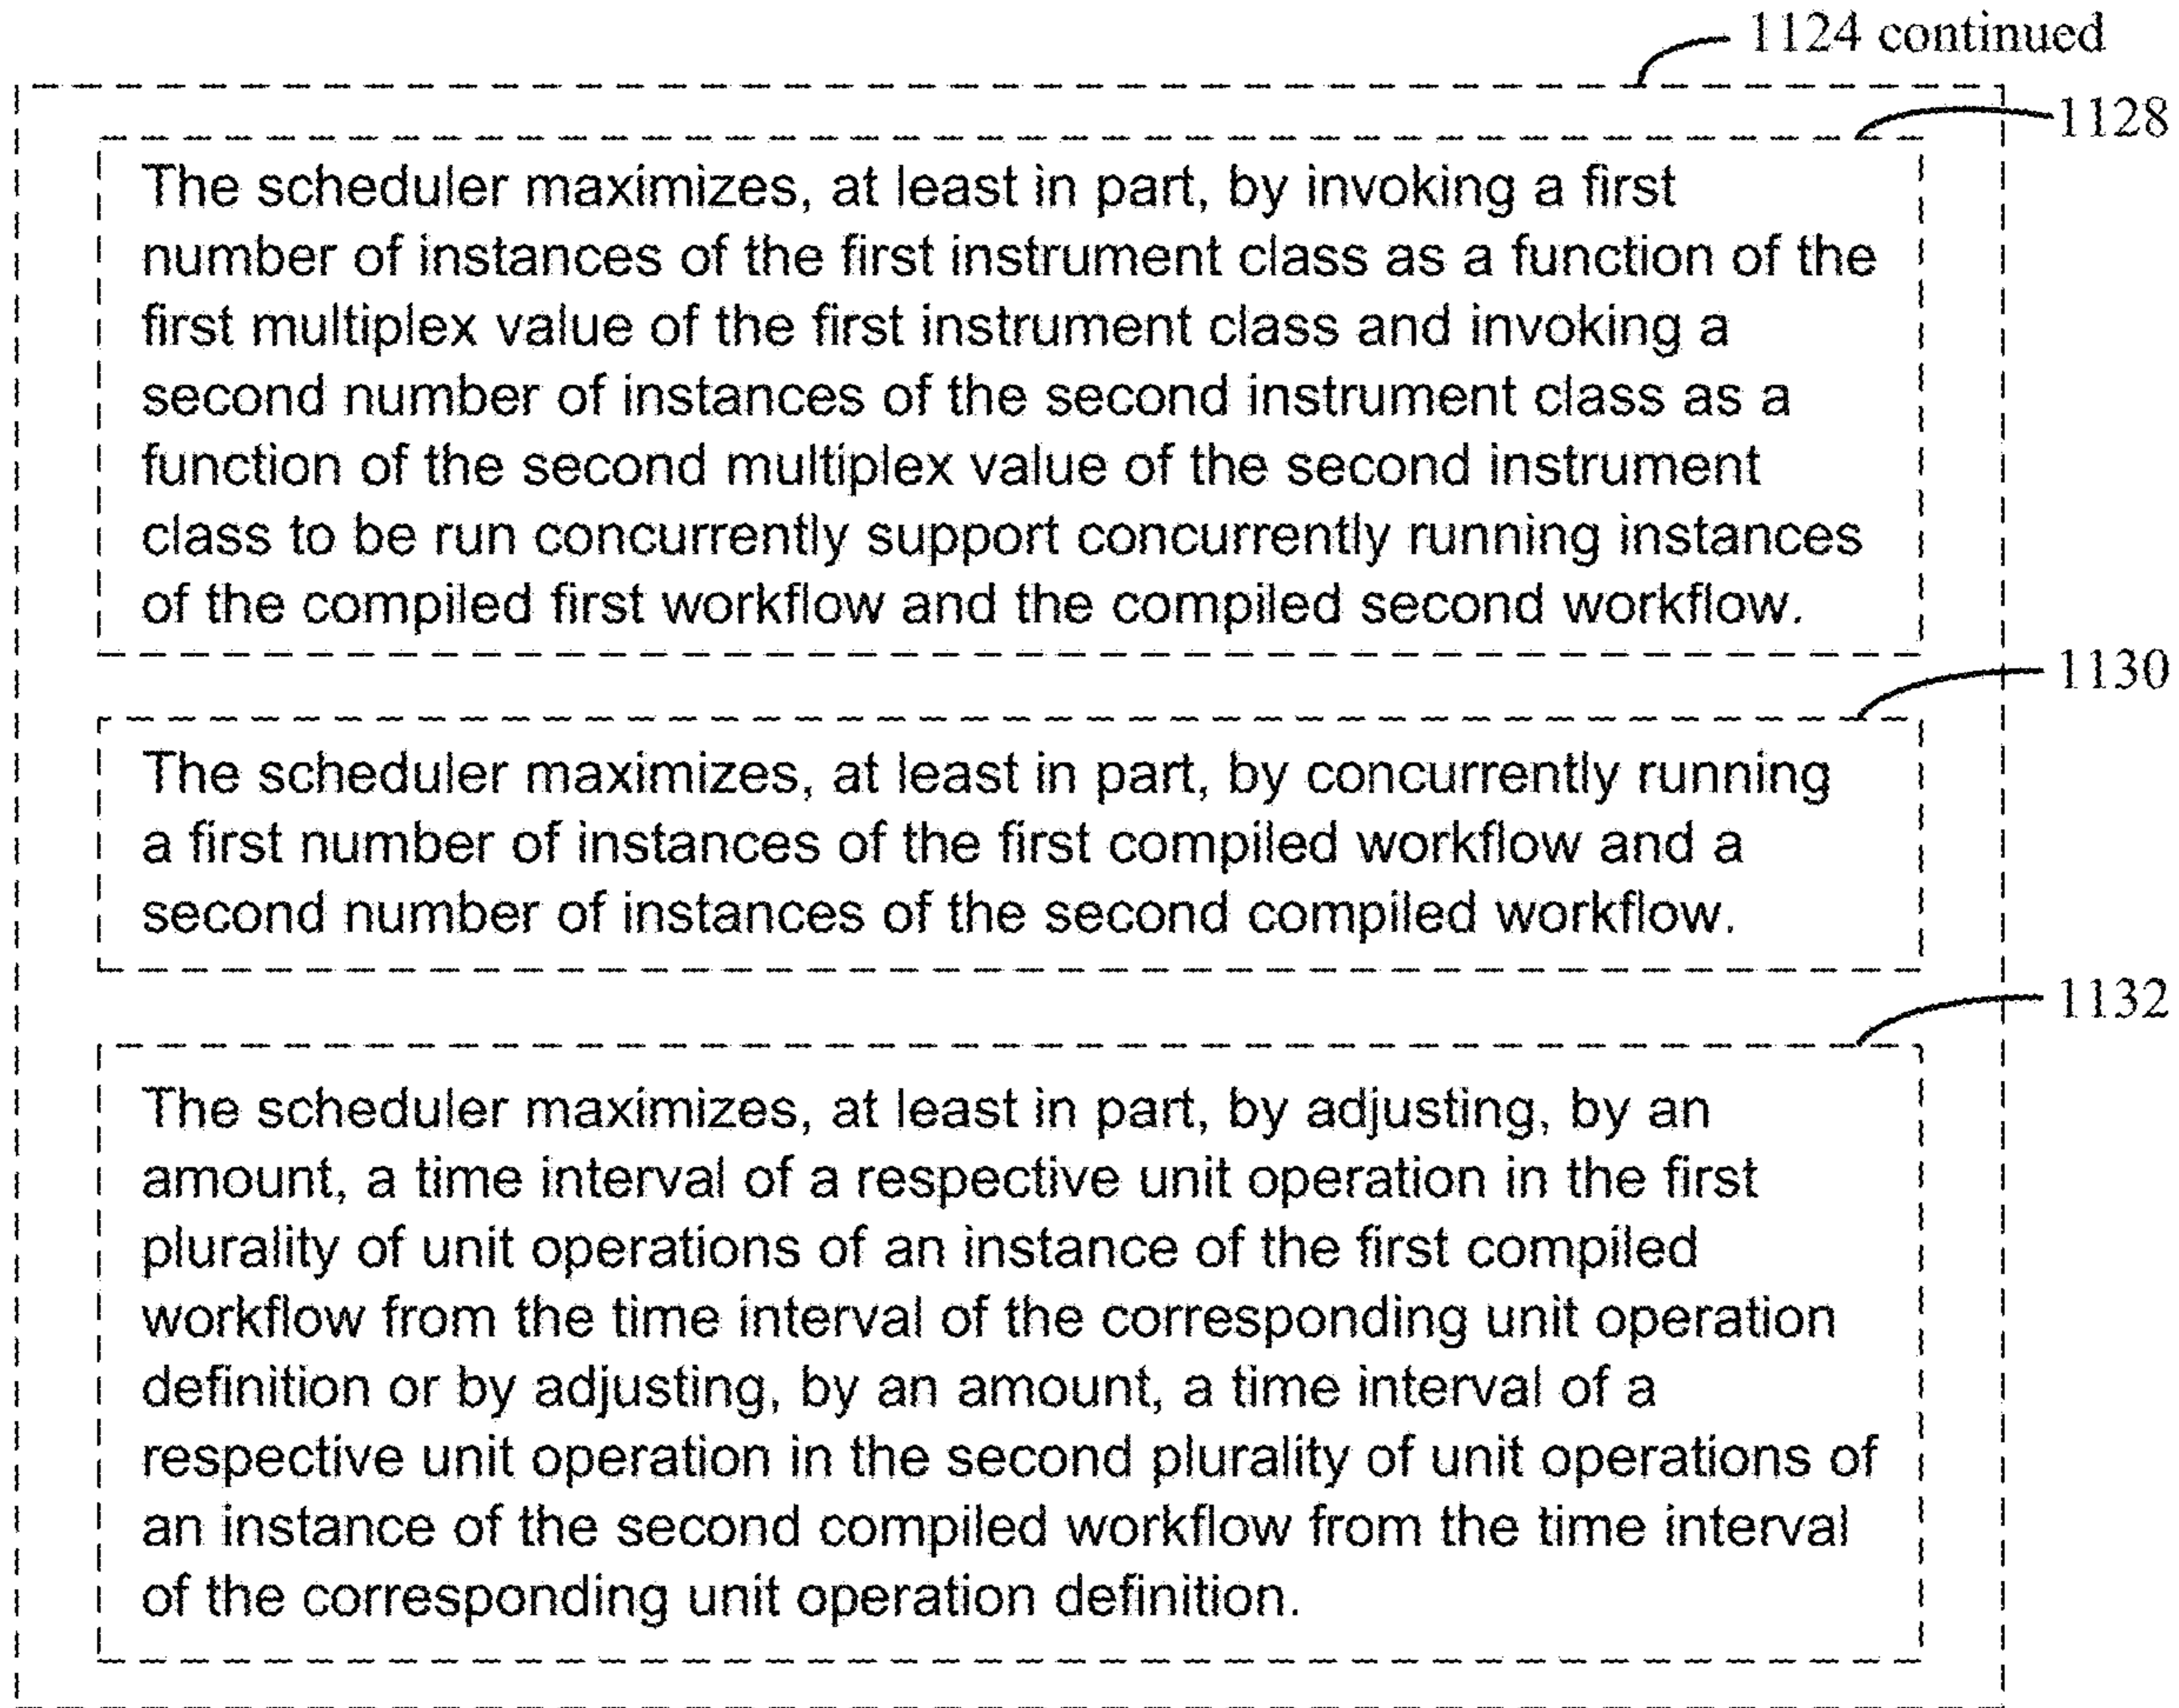 1124 continued
1128
The scheduler maximizes, at least in part, by invoking a first
number of instances of the first instrument class as a function of the
first multiplex value of the first instrument class and invoking a
second number of instances of the second instrument class as a
function of the second multiplex value of the second instrument
class to be run concurrently support concurrently running instances
of the compiled first workflow and the compiled second workflow.
1130
The scheduler maximizes, at least in part, by concurrently running
a first number of instances of the first compiled workflow and a
second number of instances of the second compiled workflow.
1132
The scheduler maximizes, at least in part, by adjusting, by an
amount, a time interval of a respective unit operation in the first
plurality of unit operations of an instance of the first compiled
workflow from the time interval of the corresponding unit operation
definition or by adjusting, by an amount, a time interval of a
respective unit operation in the second plurality of unit operations of
an instance of the second compiled workflow from the time interval
of the corresponding unit operation definition.